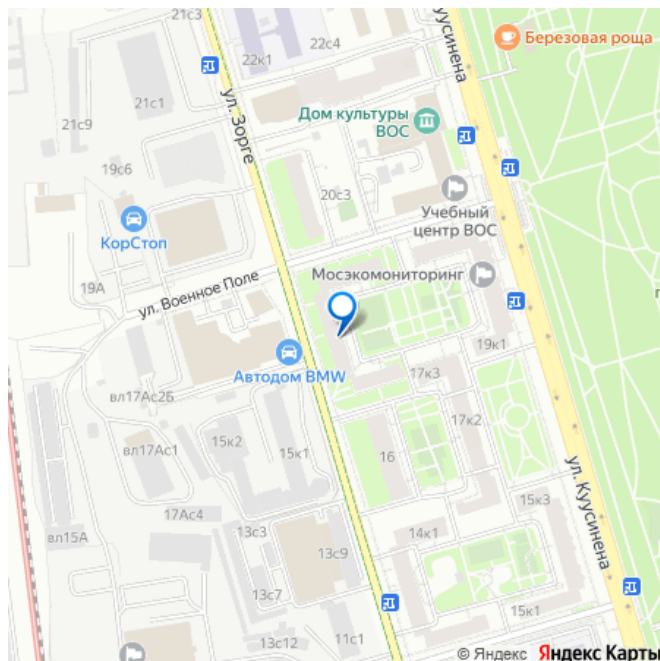 21с3
Куусинена
Березовая роща
22с4
22к1
ул. Зорге
21с1
Дом культуры
ВОС
21с9
19с6
20с3
Учебный
центр ВОС
КорСтоп
Мосэкомониторинг
19А
ул. Военное Поле
19к1
Автодом BMW
17к3
вл17Ас2Б
17к2
15к2
вл17Ас1
15к1
16
ул. Куусинена
17Ас4
15к3
вл15А
13с3
14к1
13с9
13с7
15к1
13с12
11с1
© Яндекс Яндекс Карты